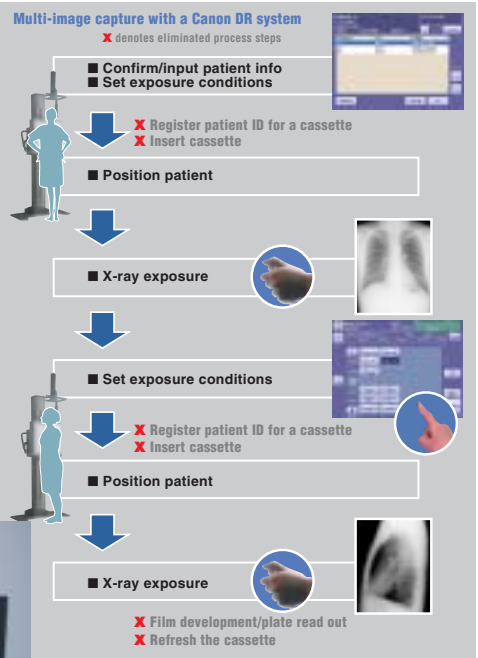 Multi-image capture with a Canon DR system
X denotes eliminated process steps
■ Confirm/input patient info
■ Set exposure conditions
X Register patient ID for a cassette
X Insert cassette
■ Position patient
■ X-ray exposure
■ Set exposure conditions
X Register patient ID for a cassette
X Insert cassette
■ Position patient
■ X-ray exposure
X Film development/plate read out
X Refresh the cassette